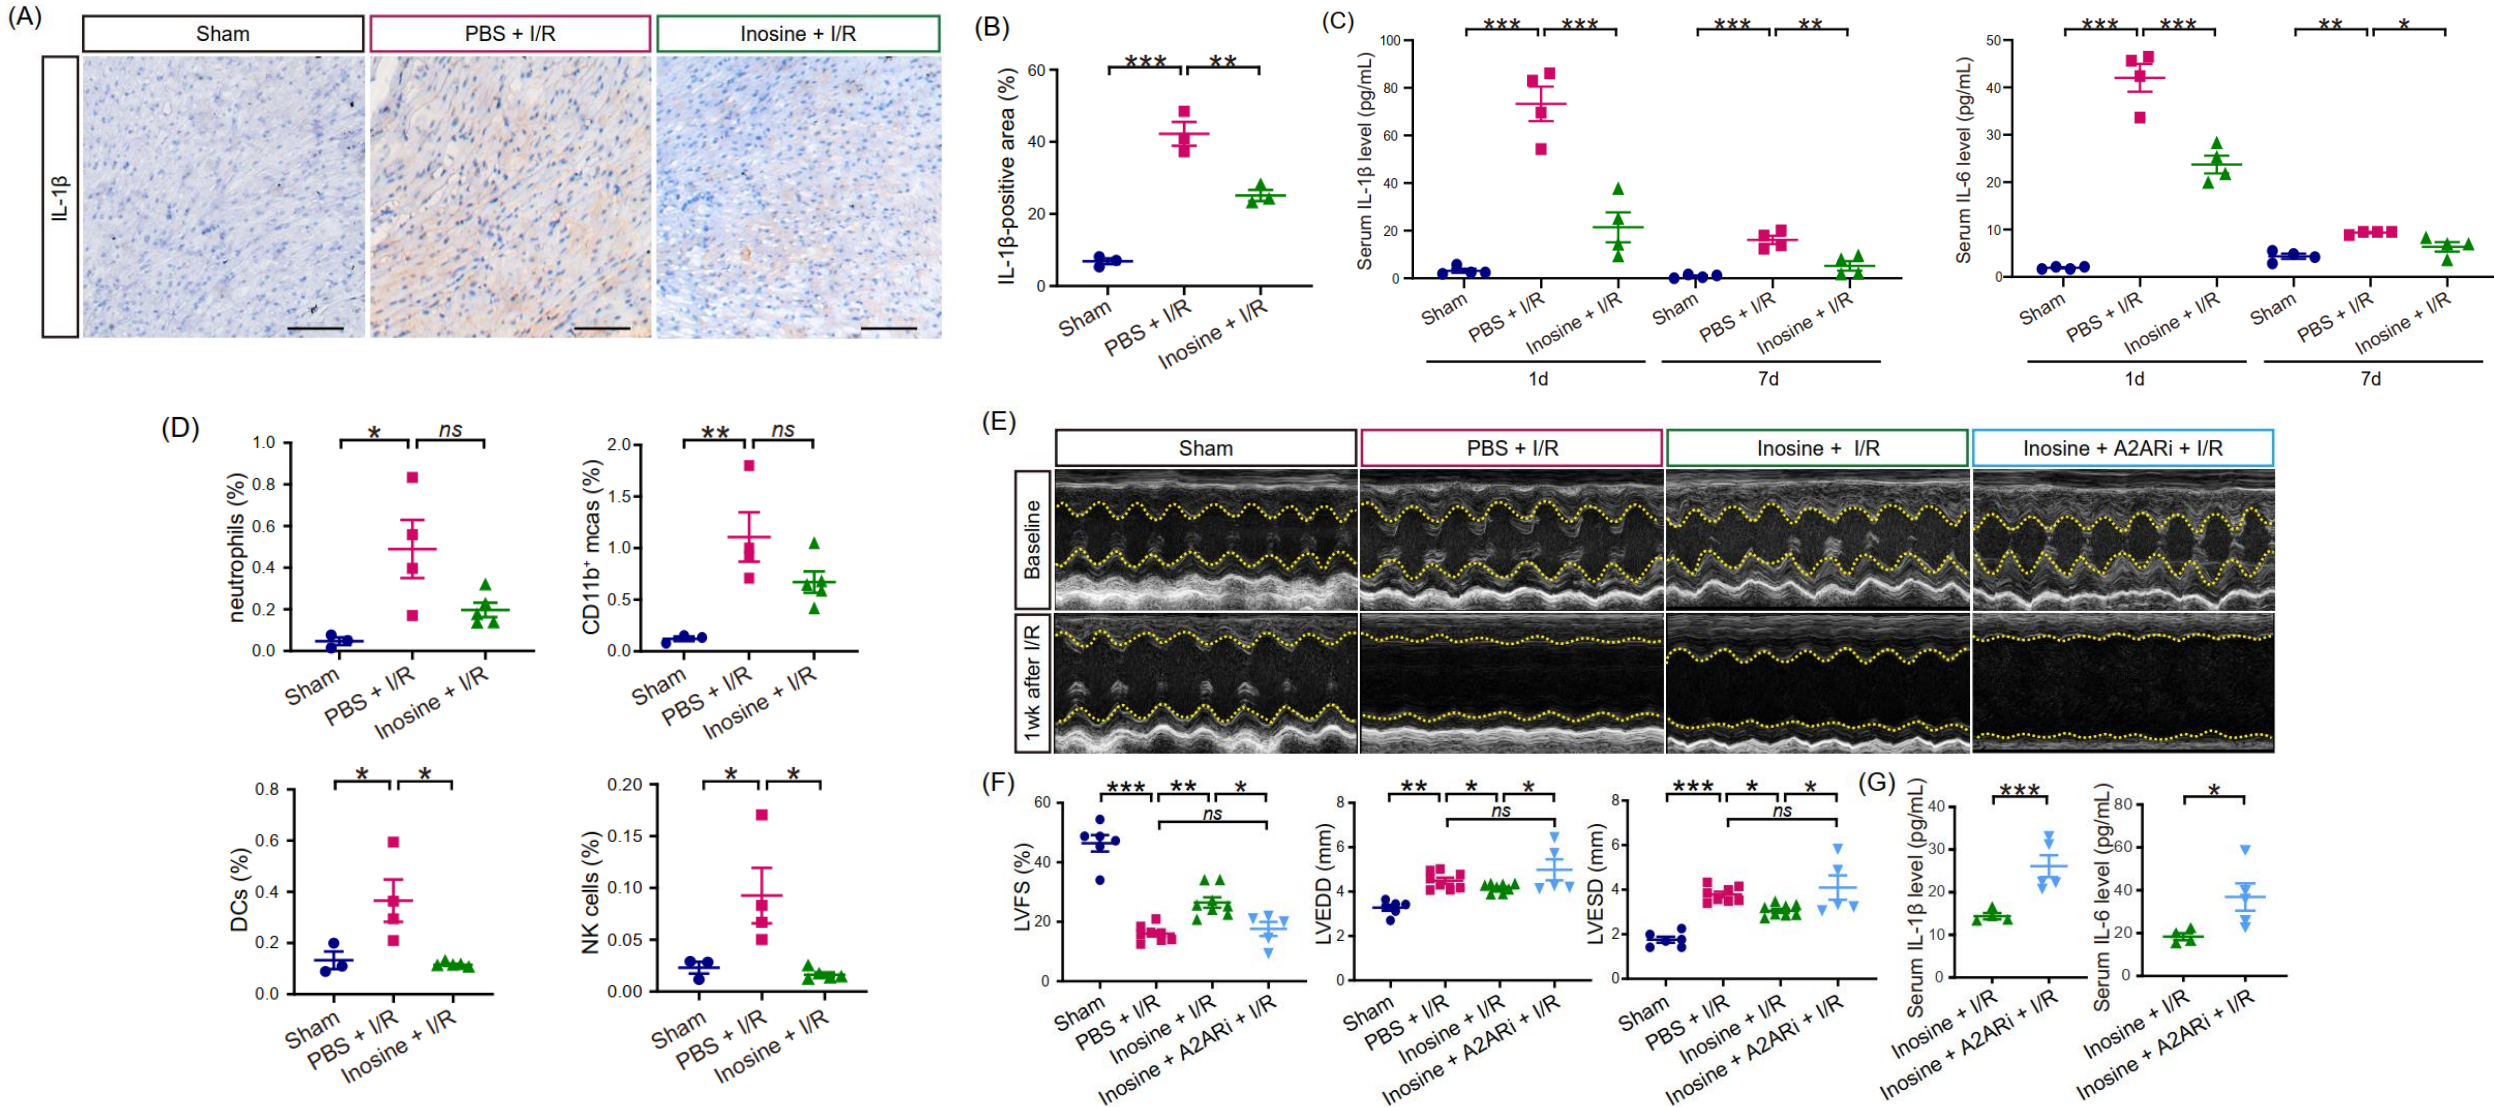 (A)
Sham
PBS + I/R
Inosine + I/R
IL-1β
(B)
IL-1β-positive area (%)
60
40
20
0
*** **
Sham
PBS + I/R
Inosine + I/R
(C)
Serum IL-1β level (pg/mL)
100
80
60
40
20
0
*** *** *** **
Sham
PBS + I/R
Inosine + I/R
Sham
PBS + I/R
Inosine + I/R
1d 7d
Serum IL-6 level (pg/mL)
50
40
30
20
10
0
*** *** ** *
Sham
PBS + I/R
Inosine + I/R
Sham
PBS + I/R
Inosine + I/R
1d 7d
(D)
neutrophils (%)
1.0
0.8
0.6
0.4
0.2
0.0
* ns
Sham
PBS + I/R
Inosine + I/R
CD11b⁺ mcas (%)
2.0
1.5
1.0
0.5
0.0
** ns
Sham
PBS + I/R
Inosine + I/R
DCs (%)
0.8
0.6
0.4
0.2
0.0
* *
Sham
PBS + I/R
Inosine + I/R
NK cells (%)
0.20
0.15
0.10
0.05
0.00
* *
Sham
PBS + I/R
Inosine + I/R
(E)
Sham
PBS + I/R
Inosine + I/R
Inosine + A2ARi + I/R
Baseline
1wk after I/R
(F)
LVFS (%)
60
40
20
0
*** ** *
ns
Sham
PBS + I/R
Inosine + I/R
Inosine + A2ARi + I/R
LVEDD (mm)
8
6
4
2
0
** * *
ns
Sham
PBS + I/R
Inosine + I/R
Inosine + A2ARi + I/R
LVESD (mm)
8
6
4
2
0
*** * *
ns
Sham
PBS + I/R
Inosine + I/R
Inosine + A2ARi + I/R
(G)
Serum IL-1β level (pg/mL)
40
30
20
10
0
***
Inosine + I/R
Inosine + A2ARi + I/R
Serum IL-6 level (pg/mL)
80
60
40
20
0
*
Inosine + I/R
Inosine + A2ARi + I/R